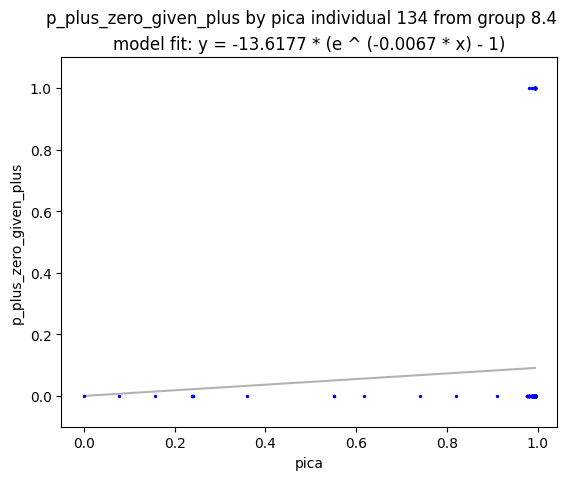 p_plus_zero_given_plus by pica individual 134 from group 8.4
model fit: y = -13.6177 * (e ^ (-0.0067 * x) - 1)
1.0
0.8
0.6
0.4
0.2
0.0
p_plus_zero_given_plus
0.0 0.2 0.4 0.6 0.8 1.0
pica